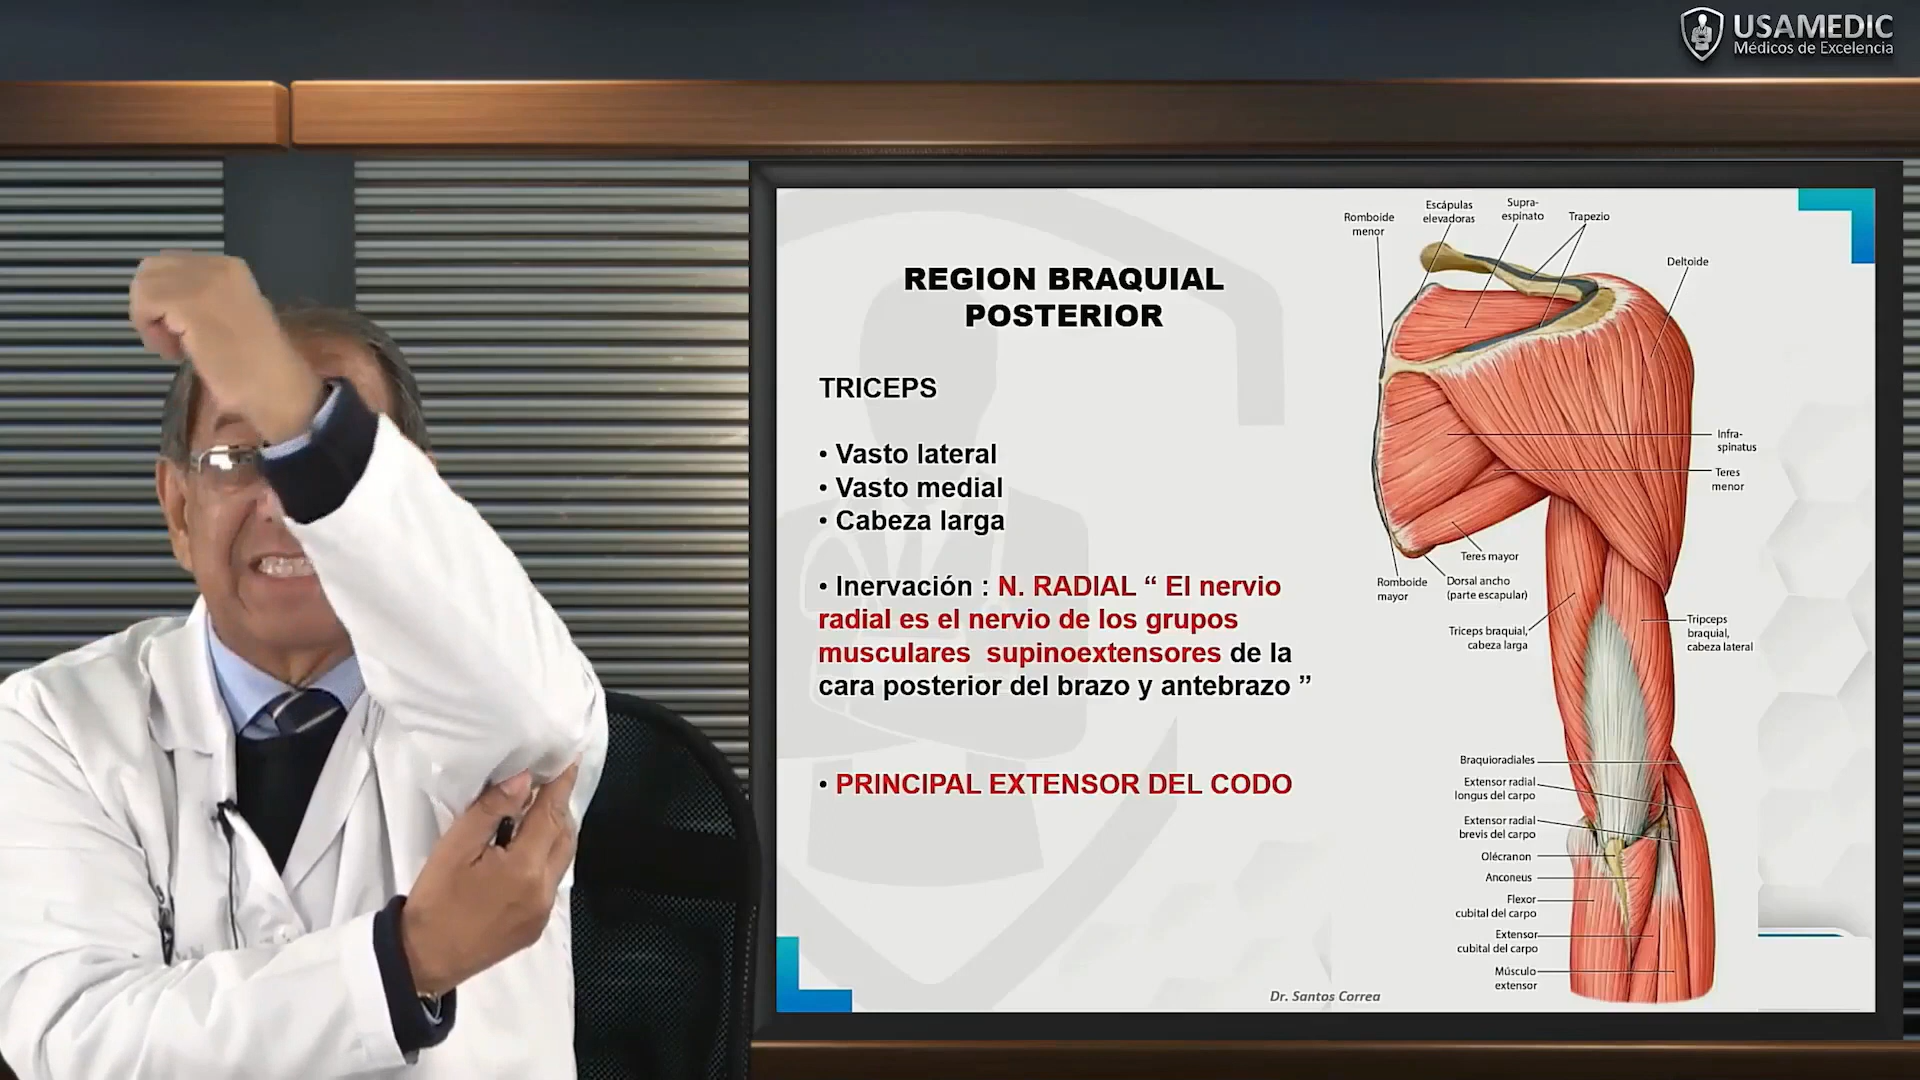 USAMEDIC
Médicos de Excelencia
REGION BRAQUIAL
POSTERIOR
TRICEPS
• Vasto lateral
• Vasto medial
• Cabeza larga
• Inervación : N. RADIAL “ El nervio
radial es el nervio de los grupos
musculares supinoextensores de la
cara posterior del brazo y antebrazo ”
• PRINCIPAL EXTENSOR DEL CODO
Romboide
menor
Escápulas
elevadoras
Supra-
espinato
Trapezio
Deltoide
Infra-
spinatus
Teres
menor
Teres mayor
Romboide
mayor
Dorsal ancho
(parte escapular)
Triceps braquial,
cabeza larga
Tripceps
braquial,
cabeza lateral
Braquioradiales
Extensor radial
longus del carpo
Extensor radial
brevis del carpo
Olécranon
Anconeus
Flexor
cubital del carpo
Extensor
cubital del carpo
Músculo
extensor
Dr. Santos Correa